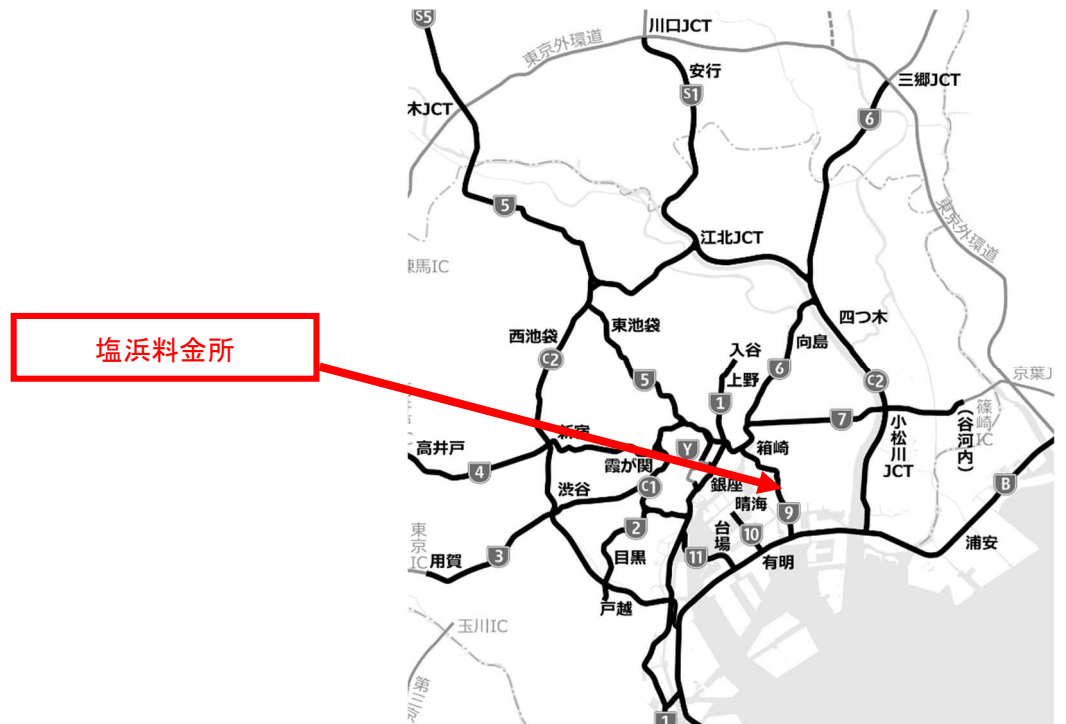 S5
川口JCT
東京外環道
安行
三郷JCT
S1
木JCT
6
5
東京外環道
江北JCT
練馬IC
塩浜料金所
四つ木
東池袋
西池袋
向島
入谷
C2
6
京葉J
5
上野
C2
1
篠崎IC
7
(谷河内)
小松川JCT
新宿
箱崎
Y
高井戸
霞が関
4
銀座
B
渋谷
C1
晴海
9
東京IC
2
台場
10
浦安
用賀
3
目黒
11
有明
戸越
玉川IC
第三京
1